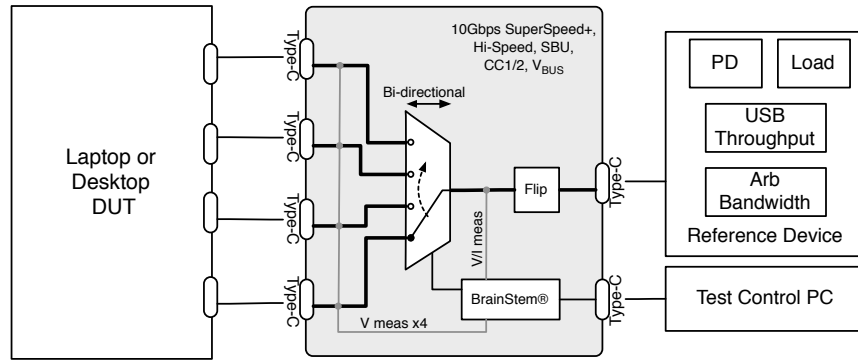 Laptop or
Desktop
DUT
Type-C
Type-C
Type-C
Type-C
10Gbps SuperSpeed+,
Hi-Speed, SBU,
CC1/2, VBUS
Bi-directional
Flip
V/I meas
BrainStem®
V meas x4
Type-C
Type-C
PD
Load
USB
Throughput
Arb
Bandwidth
Reference Device
Test Control PC